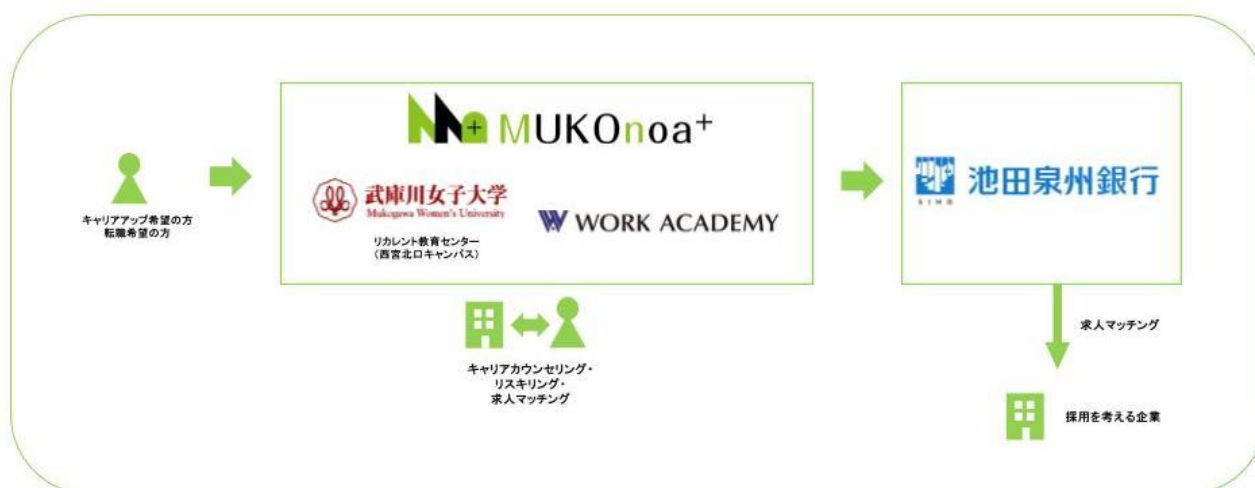 キャリアアップ希望の方
転職希望の方
MUKOnoa+
武庫川女子大学
Mukogawa Women's University
リカレント教育センター
(西宮北口キャンパス)
WORK ACADEMY
キャリアカウンセリング・
リスキリング・
求人マッチング
池田泉州銀行
SIHD
求人マッチング
採用を考える企業